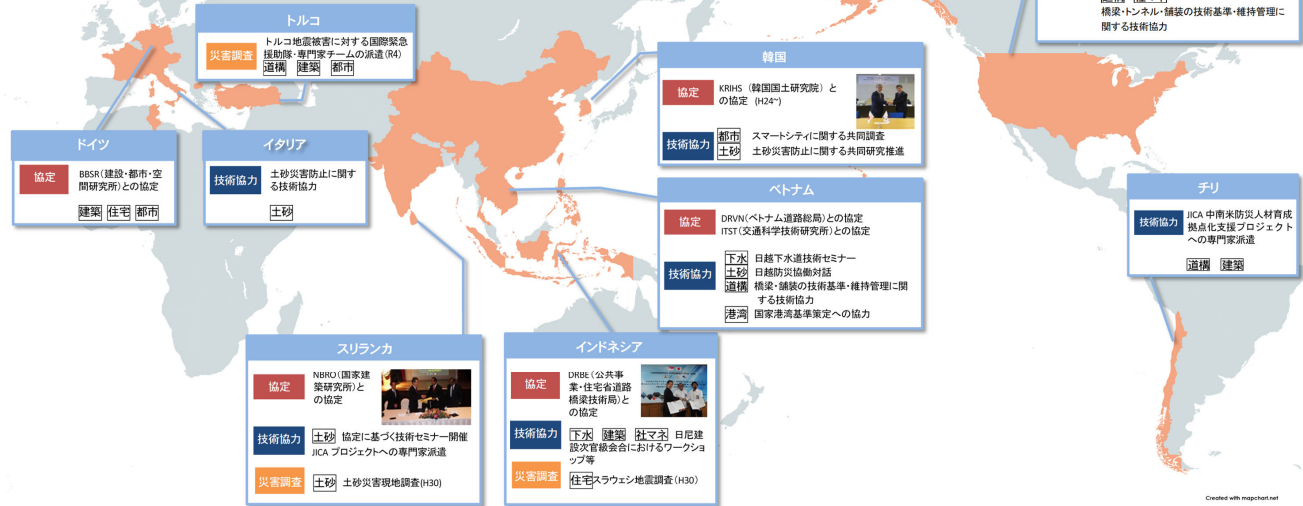 橋梁・トンネル・舗装の技術基準・維持管理に
関する技術協力
トルコ
災害調査
トルコ地震被害に対する国際緊急
援助隊・専門家チームの派遣(R4)
道構 建築 都市
韓国
協定
KRIHS（韓国国土研究院）と
の協定 (H24~)
技術協力
都市 スマートシティに関する共同調査
土砂 土砂災害防止に関する共同研究推進
ドイツ
協定
BBSR（建設・都市・空
間研究所）との協定
建築 住宅 都市
イタリア
技術協力
土砂災害防止に関す
る技術協力
土砂
ベトナム
協定
DRVN（ベトナム道路総局）との協定
ITST（交通科学技術研究所）との協定
技術協力
下水 日越下水道技術セミナー
土砂 日越防災協働対話
道構 橋梁・舗装の技術基準・維持管理に関
する技術協力
港湾 国家港湾基準策定への協力
チリ
技術協力
JICA 中南米防災人材育成
拠点化支援プロジェクト
への専門家派遣
道構 建築
スリランカ
協定
NBRO（国家建
築研究所）と
の協定
技術協力
土砂 協定に基づく技術セミナー開催
JICA プロジェクトへの専門家派遣
災害調査
土砂 土砂災害現地調査(H30)
インドネシア
協定
DRBE（公共事
業・住宅省道路
橋梁技術局）と
の協定
技術協力
下水 建築 社マネ 日尼建
設次官級会合におけるワークショ
ップ等
災害調査
住宅 スラウェシ地震調査（H30）
Created with mapchart.net